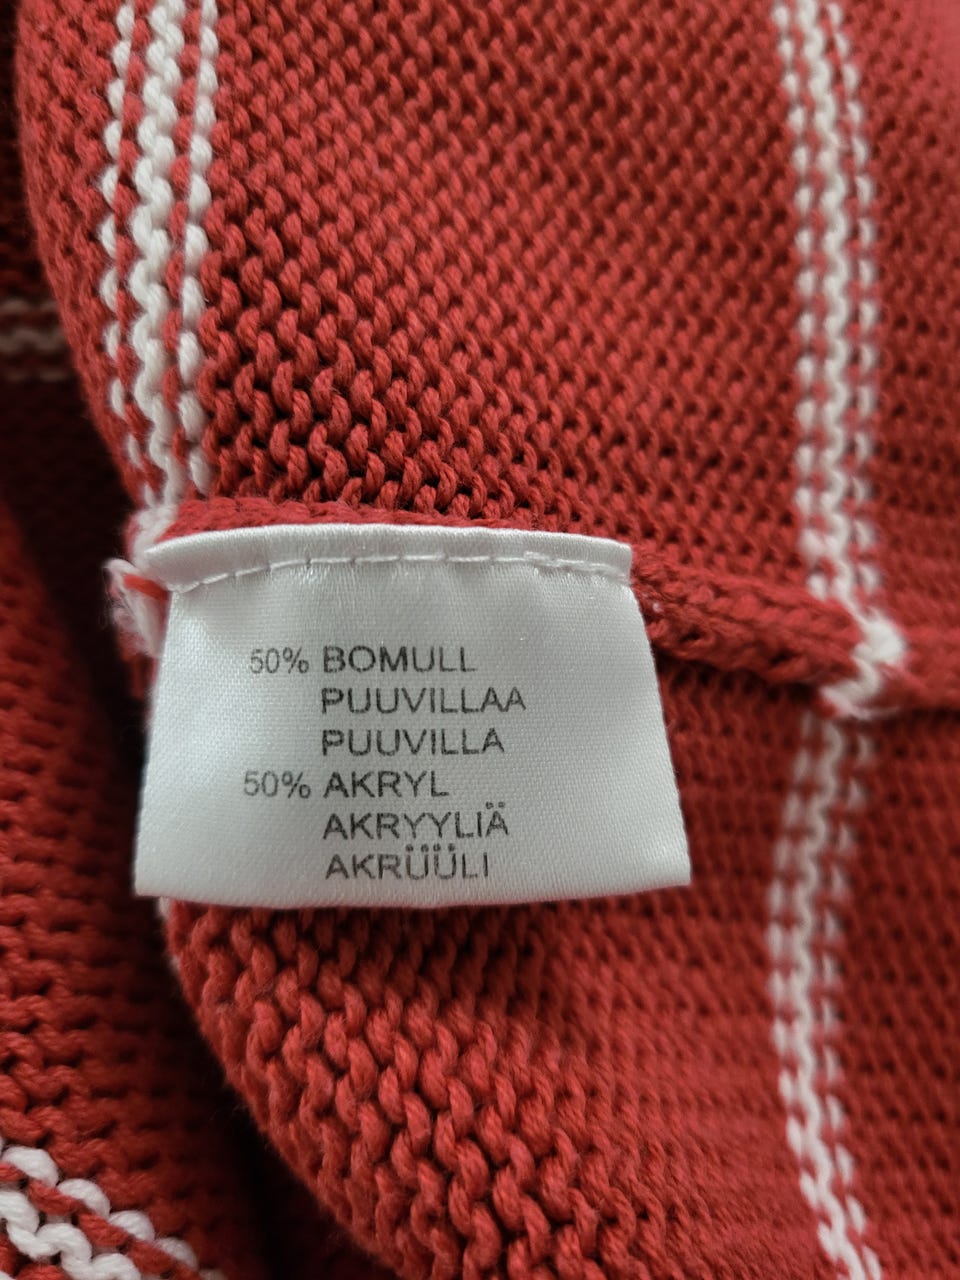 50% BOMULL
PUUVILLAA
PUUVILLA
50% AKRYL
AKRYYLIÄ
AKRÜÜLI